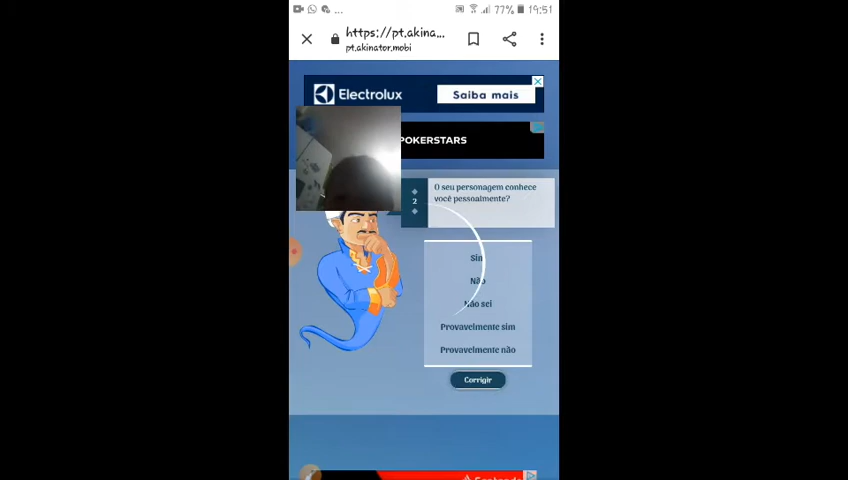 ... 77% 19:51
https://pt.akina...
pt.akinator.mobi
Electrolux
Saiba mais
POKERSTARS
2
O seu personagem conhece
você pessoalmente?
Sim
Não
Não sei
Provavelmente sim
Provavelmente não
Corrigir